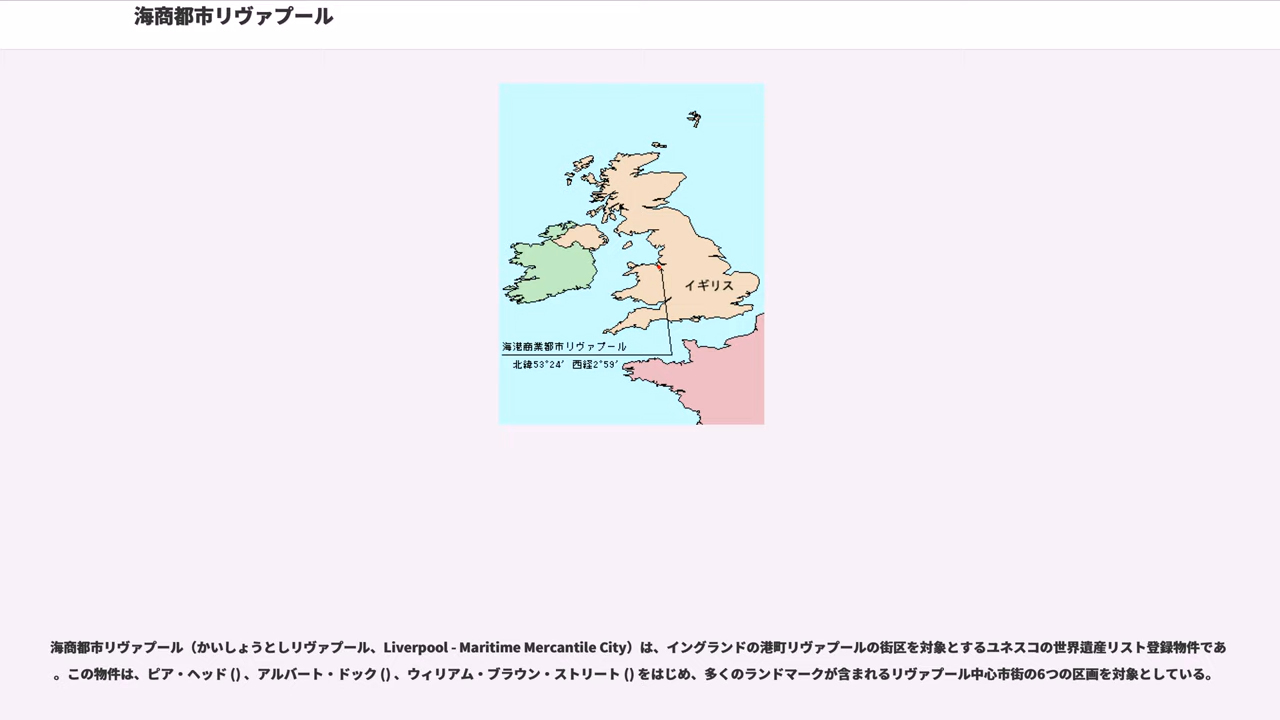 海商都市リヴァプール
イギリス
海港商業都市リヴァプール
北緯53°24′ 西経2°59′
海商都市リヴァプール（かいしょうとしリヴァプール、Liverpool - Maritime Mercantile City）は、イングランドの港町リヴァプールの街区を対象とするユネスコの世界遺産リスト登録物件であ
。この物件は、ピア・ヘッド () 、アルバート・ドック () 、ウィリアム・ブラウン・ストリート () をはじめ、多くのランドマークが含まれるリヴァプール中心市街の6つの区画を対象としている。